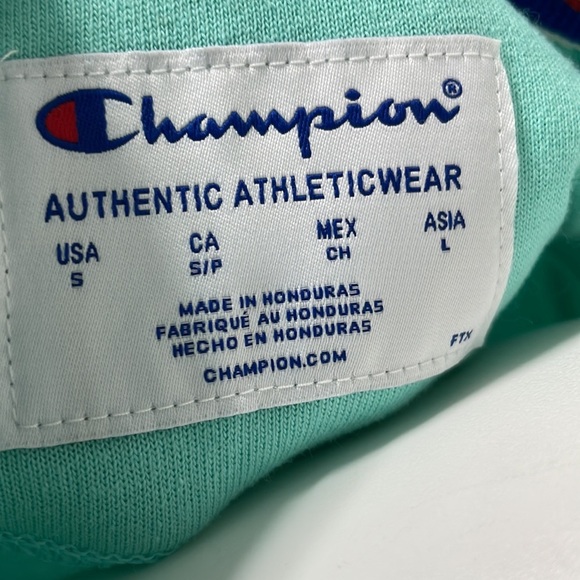 Champion®
AUTHENTIC ATHLETICWEAR
USA CA MEX ASIA
S S/P CH L
MADE IN HONDURAS
FABRIQUÉ AU HONDURAS
HECHO EN HONDURAS
CHAMPION.COM
FTX